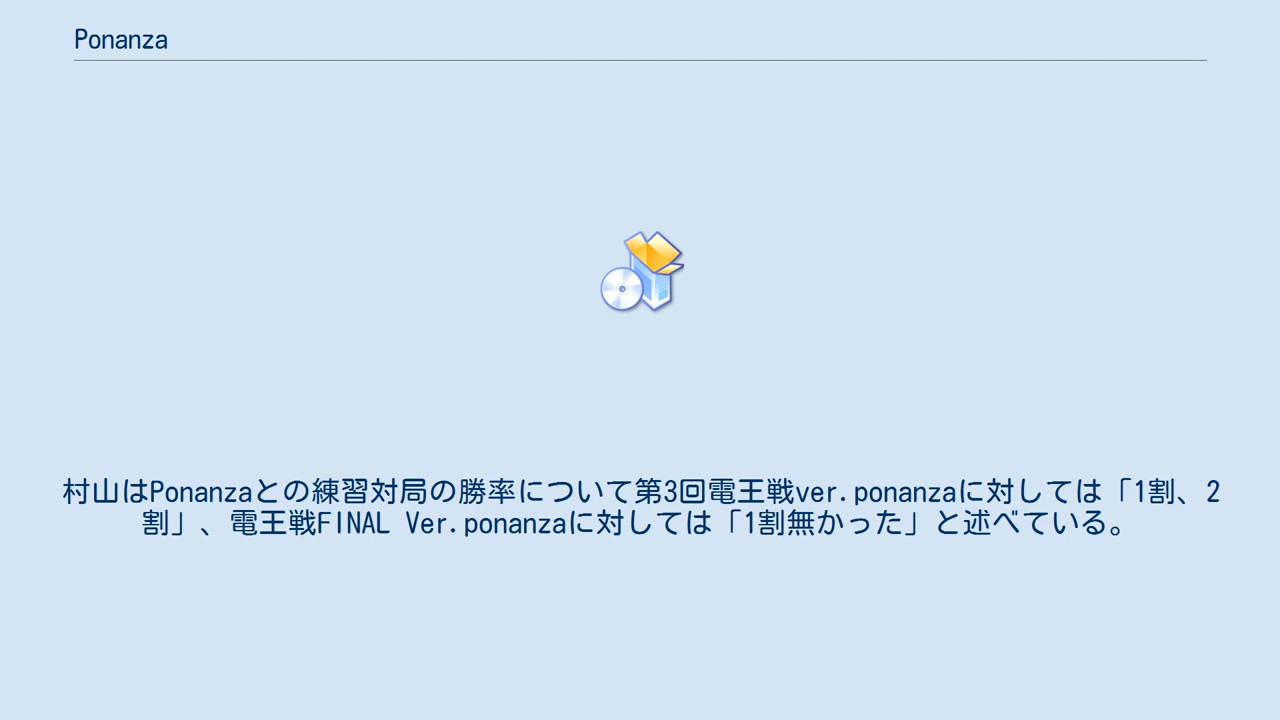 Ponanza
村山はPonanzaとの練習対局の勝率について第3回電王戦ver.ponanzaに対しては「1割、2
割」、電王戦FINAL Ver.ponanzaに対しては「1割無かった」と述べている。